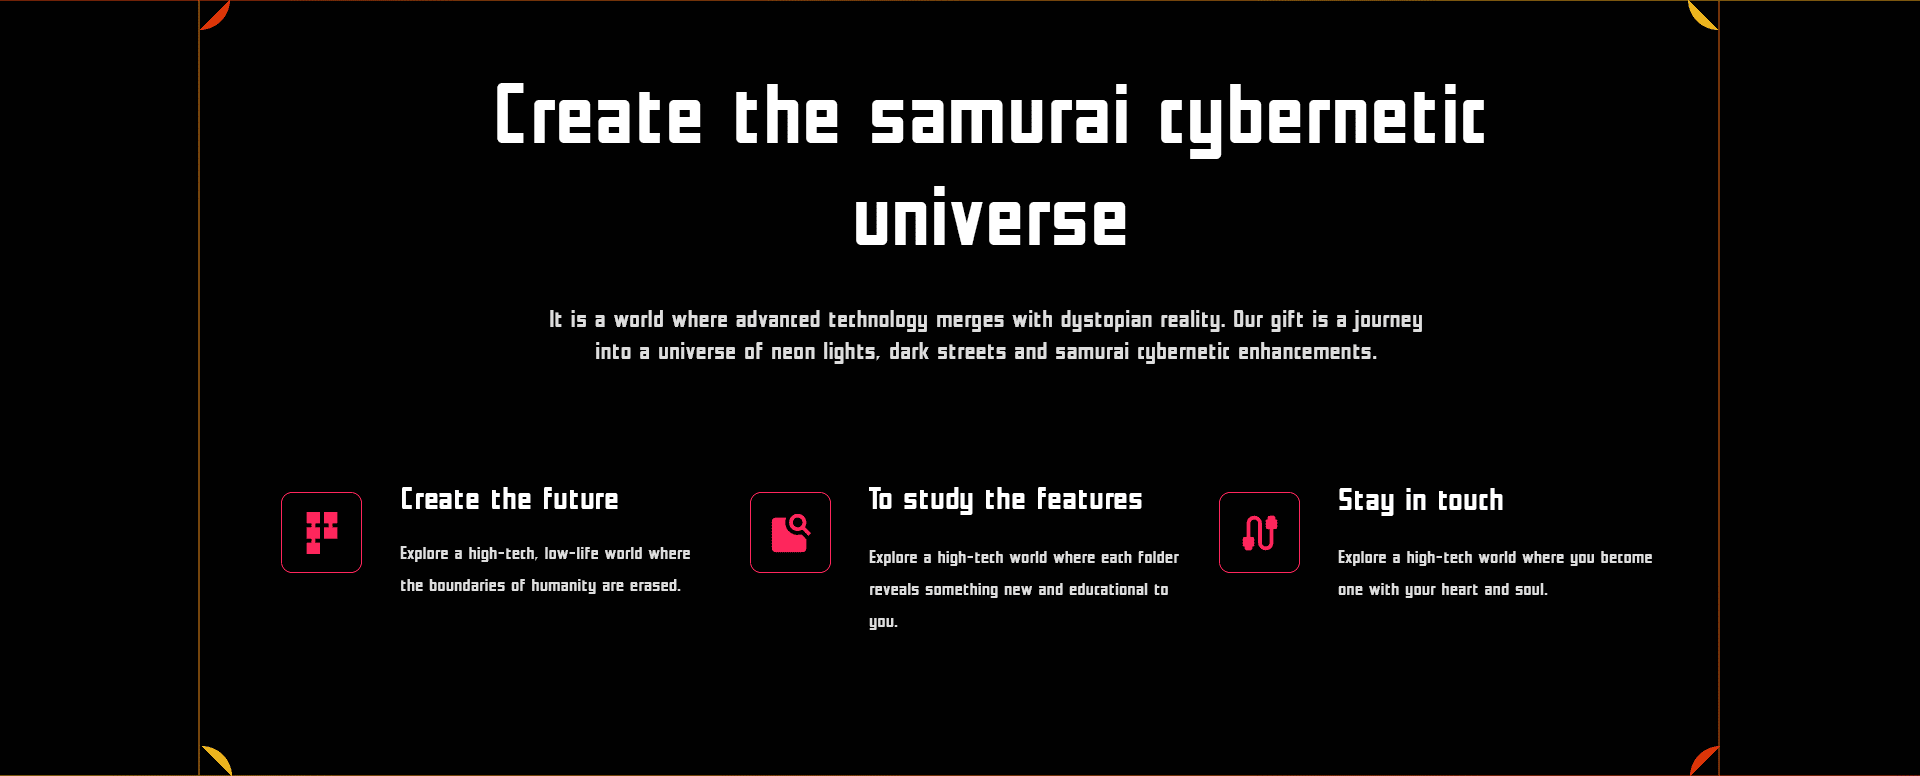 Create the samurai cybernetic
universe
It is a world where advanced technology merges with dystopian reality. Our gift is a journey
into a universe of neon lights, dark streets and samurai cybernetic enhancements.
Create the future
Explore a high-tech, low-life world where
the boundaries of humanity are erased.
To study the features
Explore a high-tech world where each folder
reveals something new and educational to
you.
Stay in touch
Explore a high-tech world where you become
one with your heart and soul.